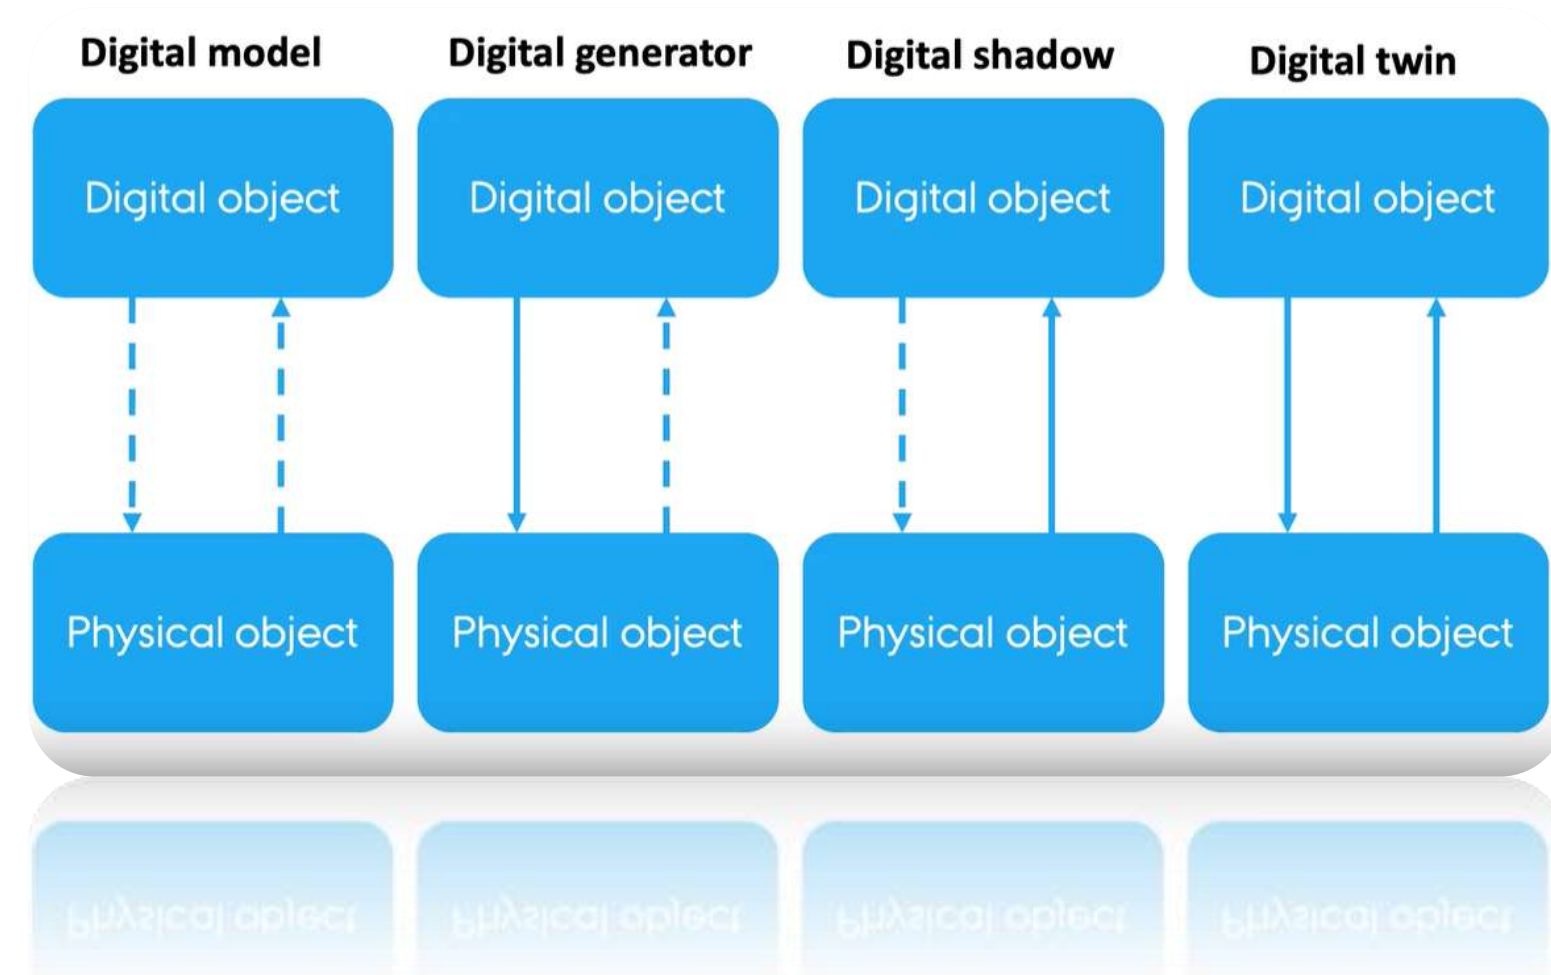 Digital model
Digital generator
Digital shadow
Digital twin
Digital object
Digital object
Digital object
Digital object
Physical object
Physical object
Physical object
Physical object